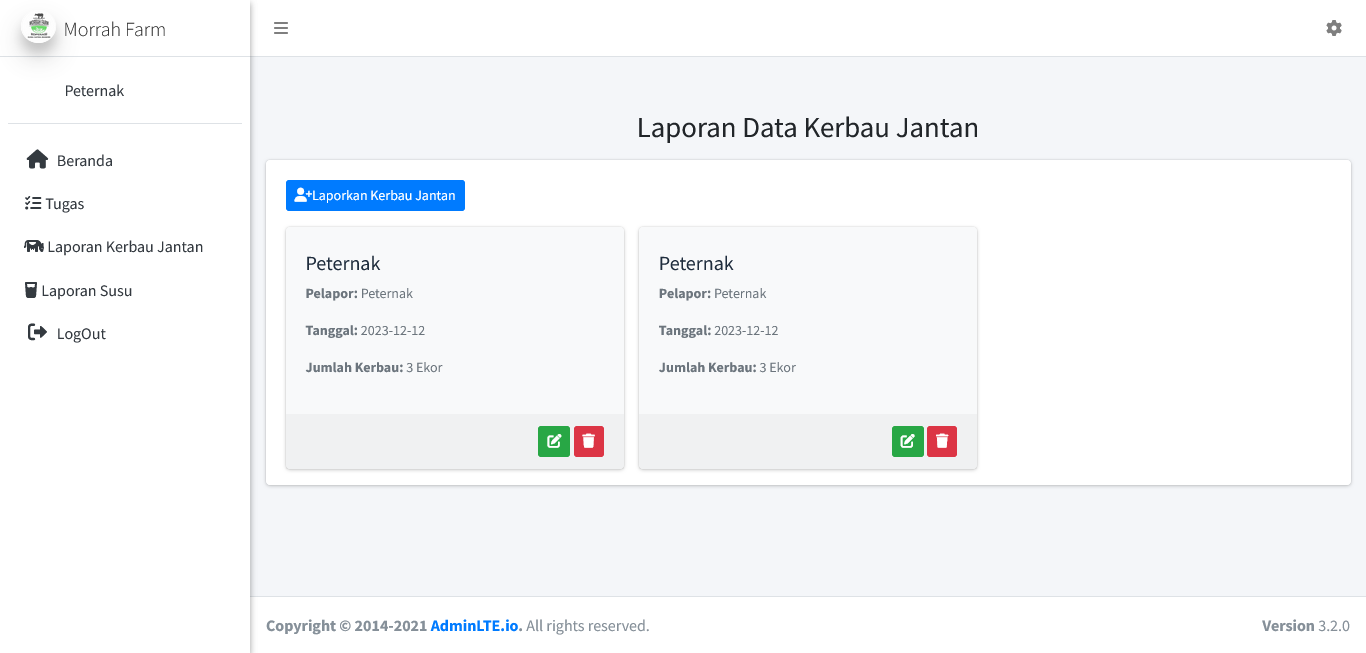 Morrah Farm
Peternak
Beranda
Tugas
Laporan Kerbau Jantan
Laporan Susu
LogOut
Laporan Data Kerbau Jantan
Laporkan Kerbau Jantan
Peternak
Pelapor: Peternak
Tanggal: 2023-12-12
Jumlah Kerbau: 3 Ekor
Peternak
Pelapor: Peternak
Tanggal: 2023-12-12
Jumlah Kerbau: 3 Ekor
Copyright © 2014-2021 AdminLTE.io. All rights reserved.
Version 3.2.0